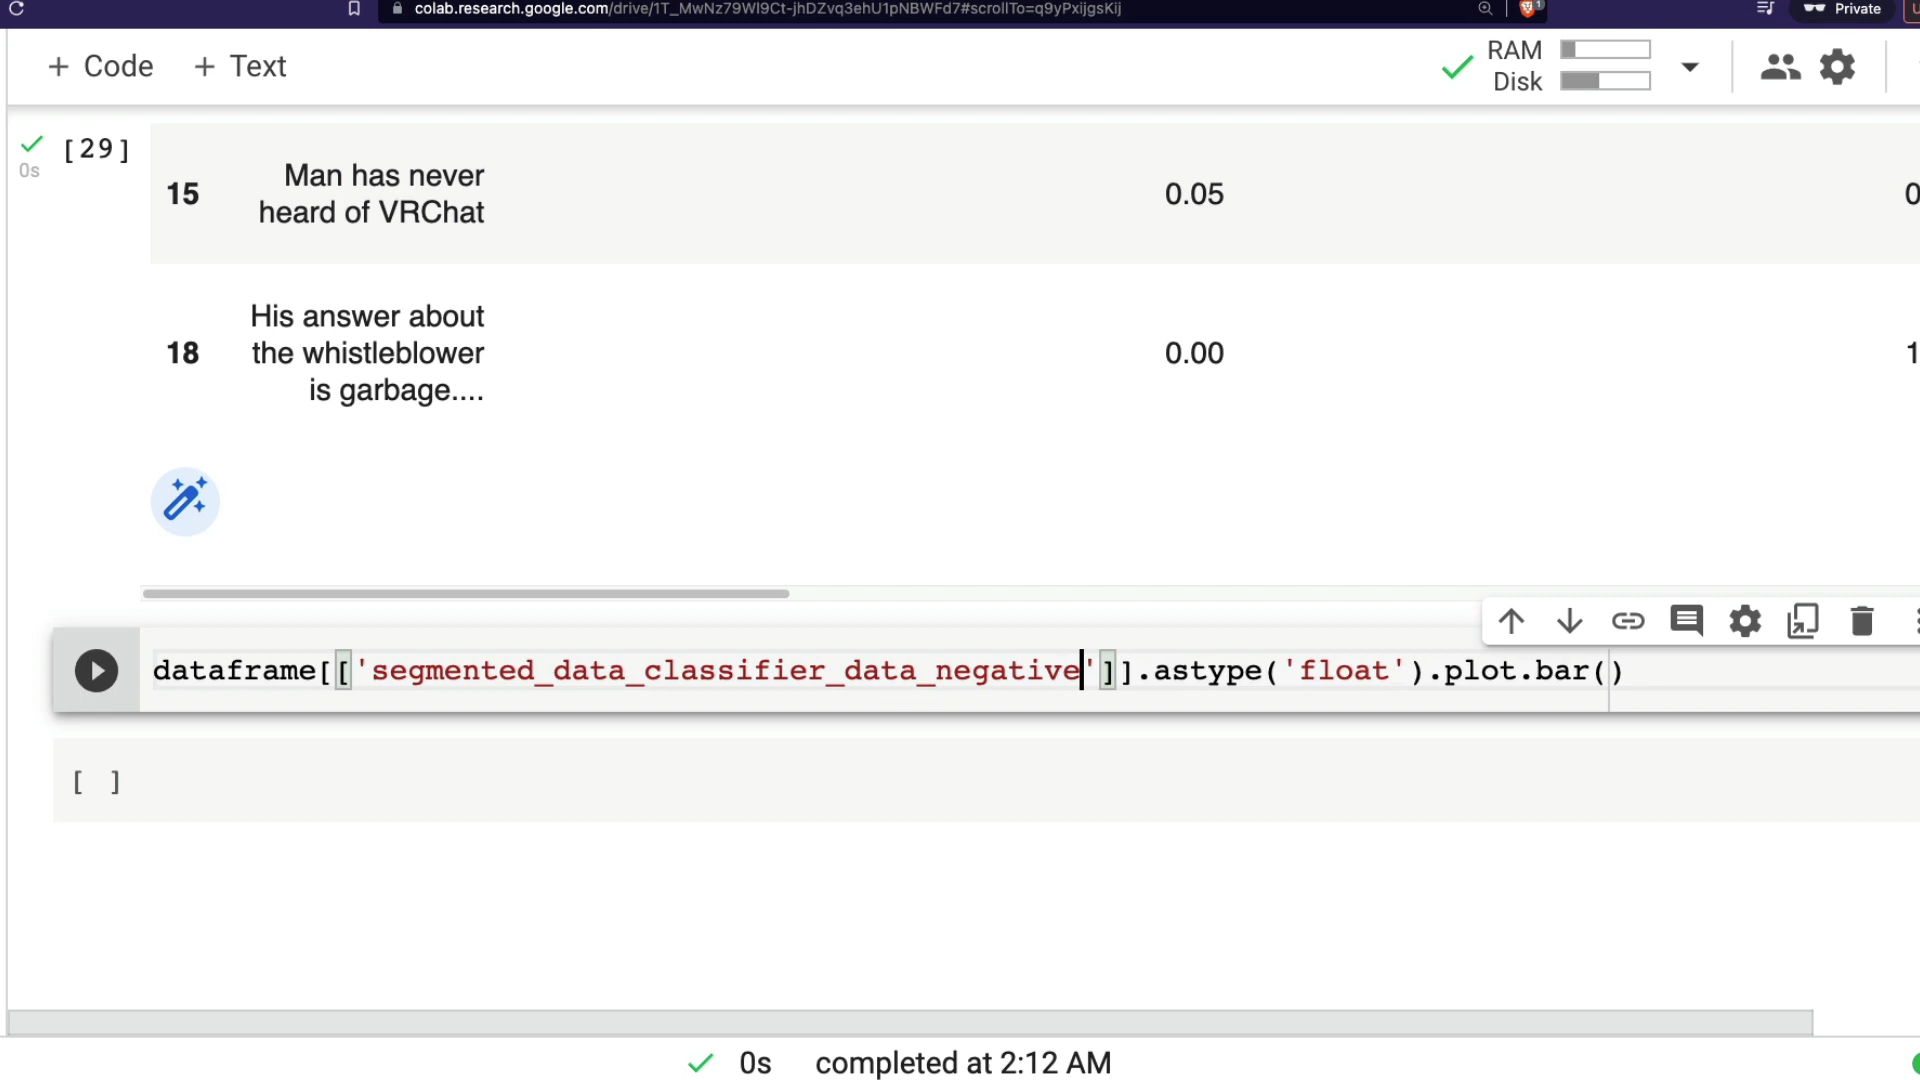 colab.research.google.com/drive/1T_MwNz79WI9Ct-jhDZvq3ehU1pNBWFd7#scrollTo=q9yPxijgsKij
1
Private
+ Code + Text
RAM
Disk
0s
[29]
15 Man has never heard of VRChat 0.05
18 His answer about the whistleblower is garbage.... 0.00
dataframe[['segmented_data_classifier_data_negative']].astype('float').plot.bar()
[ ]
0s completed at 2:12 AM